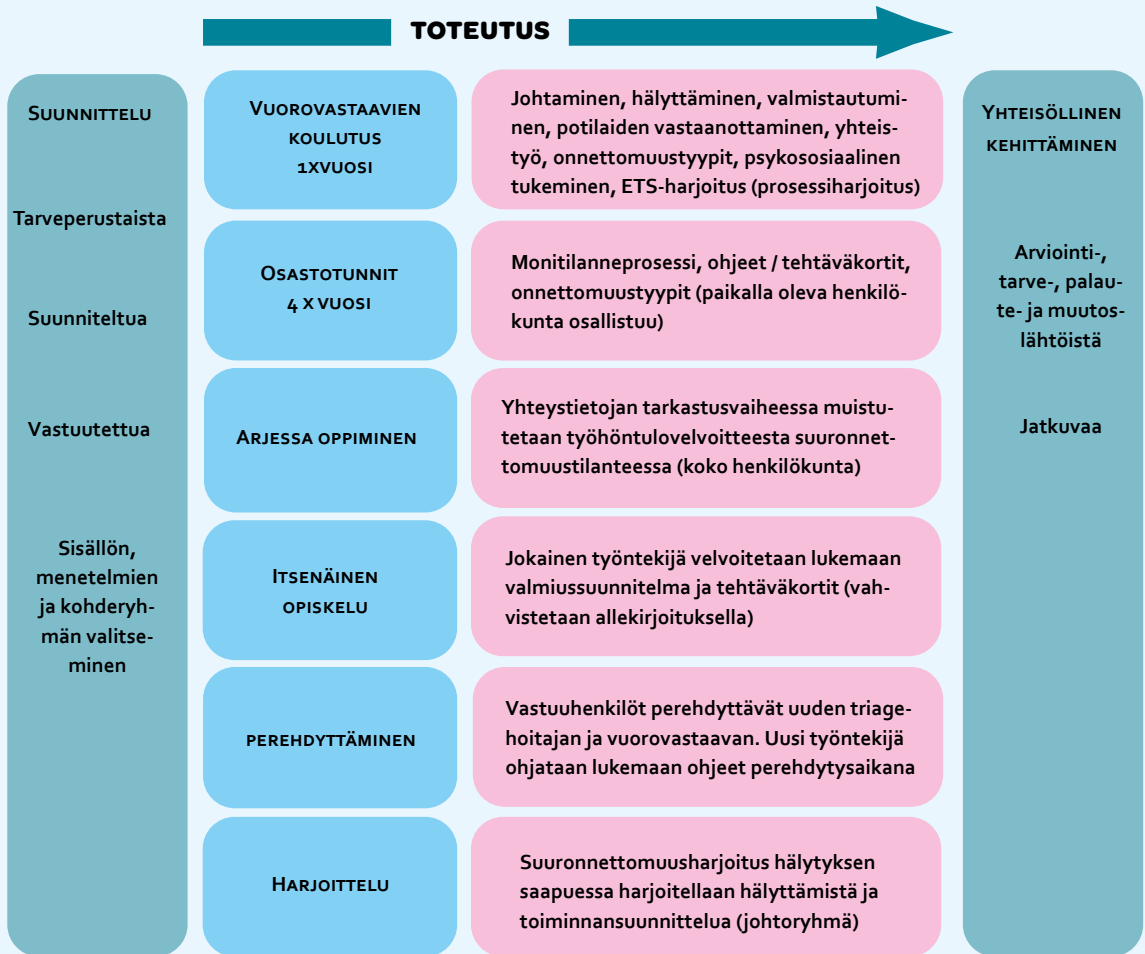 TOTEUTUS
SUUNNITTELU
Tarveperustaista
Suunniteltua
Vastuutettua
Sisällön,
menetelmien
ja kohderyh-
män valitse-
minen
VUOROVASTAAVIEN
KOULUTUS
1XVUOSI
Johtaminen, hälyttäminen, valmistautumi-
nen, potilaiden vastaanottaminen, yhteis-
työ, onnettomuustyypit, psykososiaalinen
tukeminen, ETS-harjoitus (prosessiharjoitus)
OSASTOTUNNIT
4 X VUOSI
Monitilanneprosessi, ohjeet / tehtäväkortit,
onnettomuustyypit (paikalla oleva henkilö-
kunta osallistuu)
ARJESSA OPPIMINEN
Yhteystietojan tarkastusvaiheessa muistu-
tetaan työhöntulovelvoitteesta suuronnet-
tomuustilanteessa (koko henkilökunta)
ITSENÄINEN
OPISKELU
Jokainen työntekijä velvoitetaan lukemaan
valmiussuunnitelma ja tehtäväkortit (vah-
vistetaan allekirjoituksella)
PEREHDYTTÄMINEN
Vastuuhenkilöt perehdyttävät uuden triage-
hoitajan ja vuorovastaavan. Uusi työntekijä
ohjataan lukemaan ohjeet perehdytysaikana
HARJOITTELU
Suuronnettomuusharjoitus hälytyksen
saapuessa harjoitellaan hälyttämistä ja
toiminnansuunnittelua (johtoryhmä)
YHTEISÖLLINEN
KEHITTÄMINEN
Arviointi-,
tarve-, palau-
te- ja muutos-
lähtöistä
Jatkuvaa